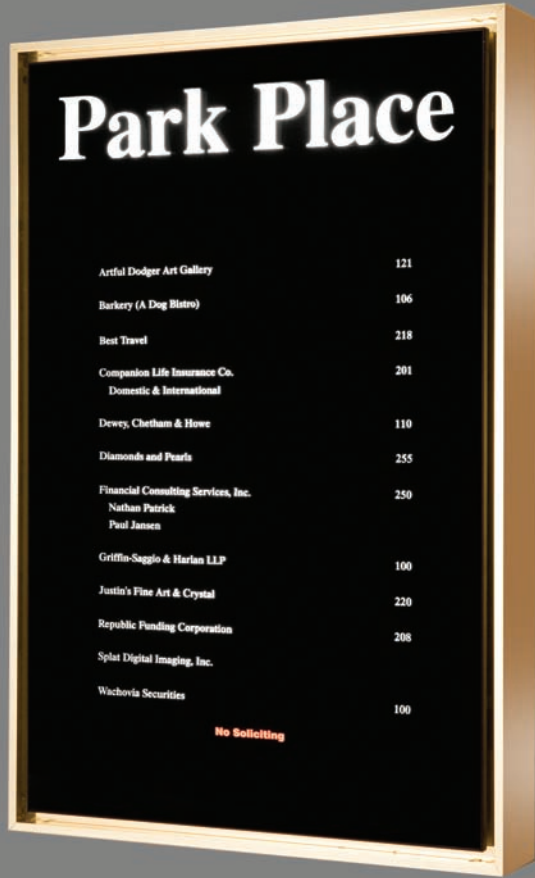 Park Place
Artful Dodger Art Gallery 121
Barkery (A Dog Bistro) 106
Best Travel 218
Companion Life Insurance Co. 201
Domestic & International
Dewey, Chetham & Howe 110
Diamonds and Pearls 255
Financial Consulting Services, Inc. 250
Nathan Patrick
Paul Jansen
Griffin-Saggio & Harlan LLP 100
Justin's Fine Art & Crystal 220
Republic Funding Corporation 208
Splat Digital Imaging, Inc.
Wachovia Securities 100
No Soliciting